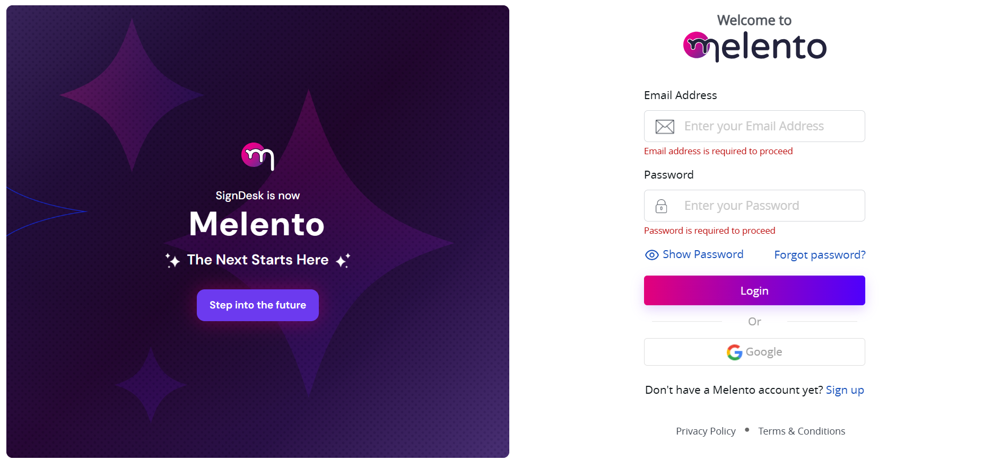 SignDesk is now
Melento
The Next Starts Here
Step into the future
Welcome to
melento
Email Address
Enter your Email Address
Email address is required to proceed
Password
Enter your Password
Password is required to proceed
Show Password Forgot password?
Login
Or
Google
Don't have a Melento account yet? Sign up
Privacy Policy • Terms & Conditions